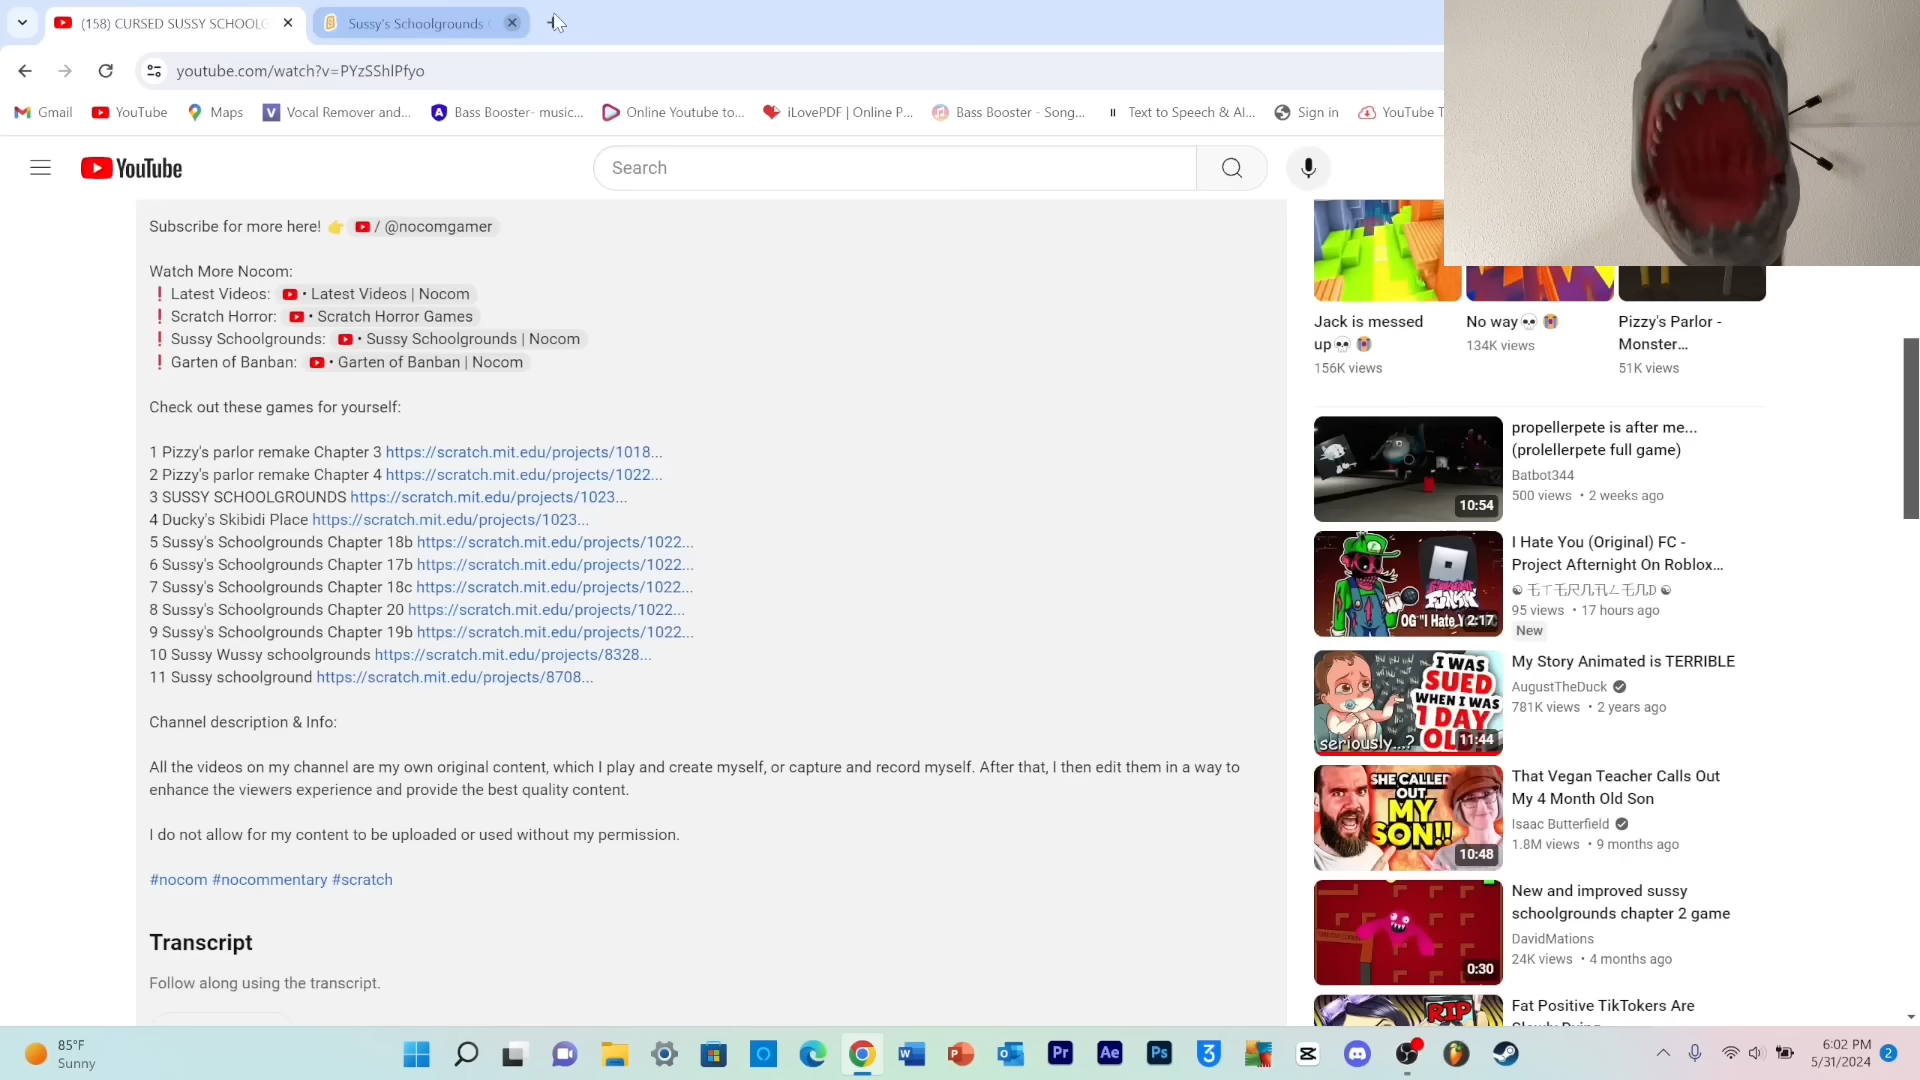 (158) CURSED SUSSY SCHOOLG
Sussy's Schoolgrounds
youtube.com/watch?v=PYzSShlPfyo
Gmail YouTube Maps Vocal Remover and... Bass Booster- music... Online Youtube to... iLovePDF | Online P... Bass Booster - Song... Text to Speech & AI... Sign in YouTube T
YouTube
Search
Subscribe for more here! 👉 / @nocomgamer
Watch More Nocom:
❗ Latest Videos: • Latest Videos | Nocom
❗ Scratch Horror: • Scratch Horror Games
❗ Sussy Schoolgrounds: • Sussy Schoolgrounds | Nocom
❗ Garten of Banban: • Garten of Banban | Nocom
Check out these games for yourself:
1 Pizzy's parlor remake Chapter 3 https://scratch.mit.edu/projects/1018...
2 Pizzy's parlor remake Chapter 4 https://scratch.mit.edu/projects/1022...
3 SUSSY SCHOOLGROUNDS https://scratch.mit.edu/projects/1023...
4 Ducky's Skibidi Place https://scratch.mit.edu/projects/1023...
5 Sussy's Schoolgrounds Chapter 18b https://scratch.mit.edu/projects/1022...
6 Sussy's Schoolgrounds Chapter 17b https://scratch.mit.edu/projects/1022...
7 Sussy's Schoolgrounds Chapter 18c https://scratch.mit.edu/projects/1022...
8 Sussy's Schoolgrounds Chapter 20 https://scratch.mit.edu/projects/1022...
9 Sussy's Schoolgrounds Chapter 19b https://scratch.mit.edu/projects/1022...
10 Sussy Wussy schoolgrounds https://scratch.mit.edu/projects/8328...
11 Sussy schoolground https://scratch.mit.edu/projects/8708...
Channel description & Info:
All the videos on my channel are my own original content, which I play and create myself, or capture and record myself. After that, I then edit them in a way to
enhance the viewers experience and provide the best quality content.
I do not allow for my content to be uploaded or used without my permission.
#nocom #nocommentary #scratch
Transcript
Follow along using the transcript.
Jack is messed
up💀😭
156K views
No way💀😭
134K views
Pizzy's Parlor -
Monster...
51K views
10:54
propellerpete is after me...
(prolellerpete full game)
Batbot344
500 views • 2 weeks ago
OG "I Hate Y
2:17
I Hate You (Original) FC -
Project Afternight On Roblox...
95 views • 17 hours ago
New
I WAS
SUED
WHEN I WAS
1 DAY
OL
seriously...?
11:44
My Story Animated is TERRIBLE
AugustTheDuck
781K views • 2 years ago
SHE CALLED
OUT
MY
SON!!
10:48
That Vegan Teacher Calls Out
My 4 Month Old Son
Isaac Butterfield
1.8M views • 9 months ago
0:30
New and improved sussy
schoolgrounds chapter 2 game
DavidMations
24K views • 4 months ago
RIP
Fat Positive TikTokers Are
85°F
Sunny
6:02 PM
5/31/2024
2